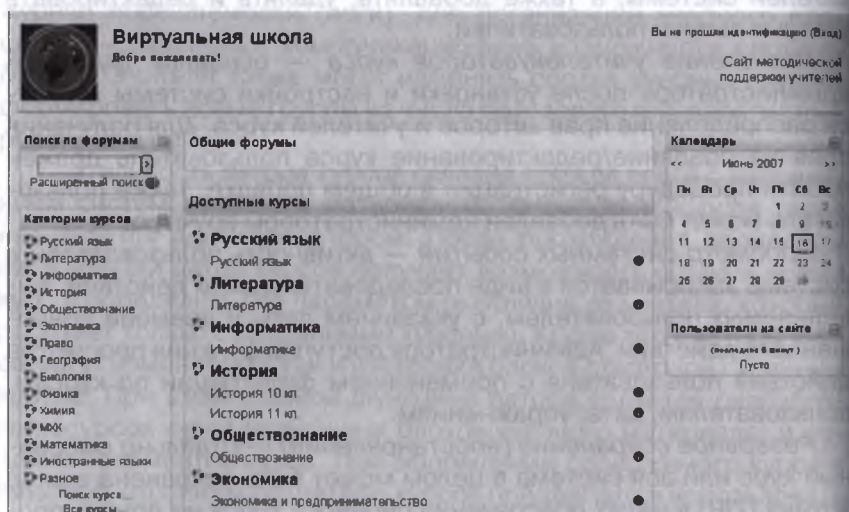 Виртуальная школа
Добро пожаловать!
Вы не прошли идентификацию (Вход)
Сайт методической
поддержки учителей
Поиск по форумам
Расширенный поиск
Категории курсов
Русский язык
Литература
Информатика
История
Обществознание
Экономика
Право
География
Биология
Физика
Химия
МХК
Математика
Иностранные языки
Разное
Поиск курса...
Все курсы...
Общие форумы
Доступные курсы
Русский язык
Русский язык
Литература
Литература
Информатика
Информатика
История
История 10 кл
История 11 кл
Обществознание
Обществознание
Экономика
Экономика и предпринимательство
Календарь
<< Июнь 2007 >>
Пн Вт Ср Чт Пт Сб Вс
1 2 3
4 5 6 7 8 9 10
11 12 13 14 15 16 17
18 19 20 21 22 23 24
25 26 27 28 29 30
Пользователи на сайте
(последние 5 минут)
Пусто